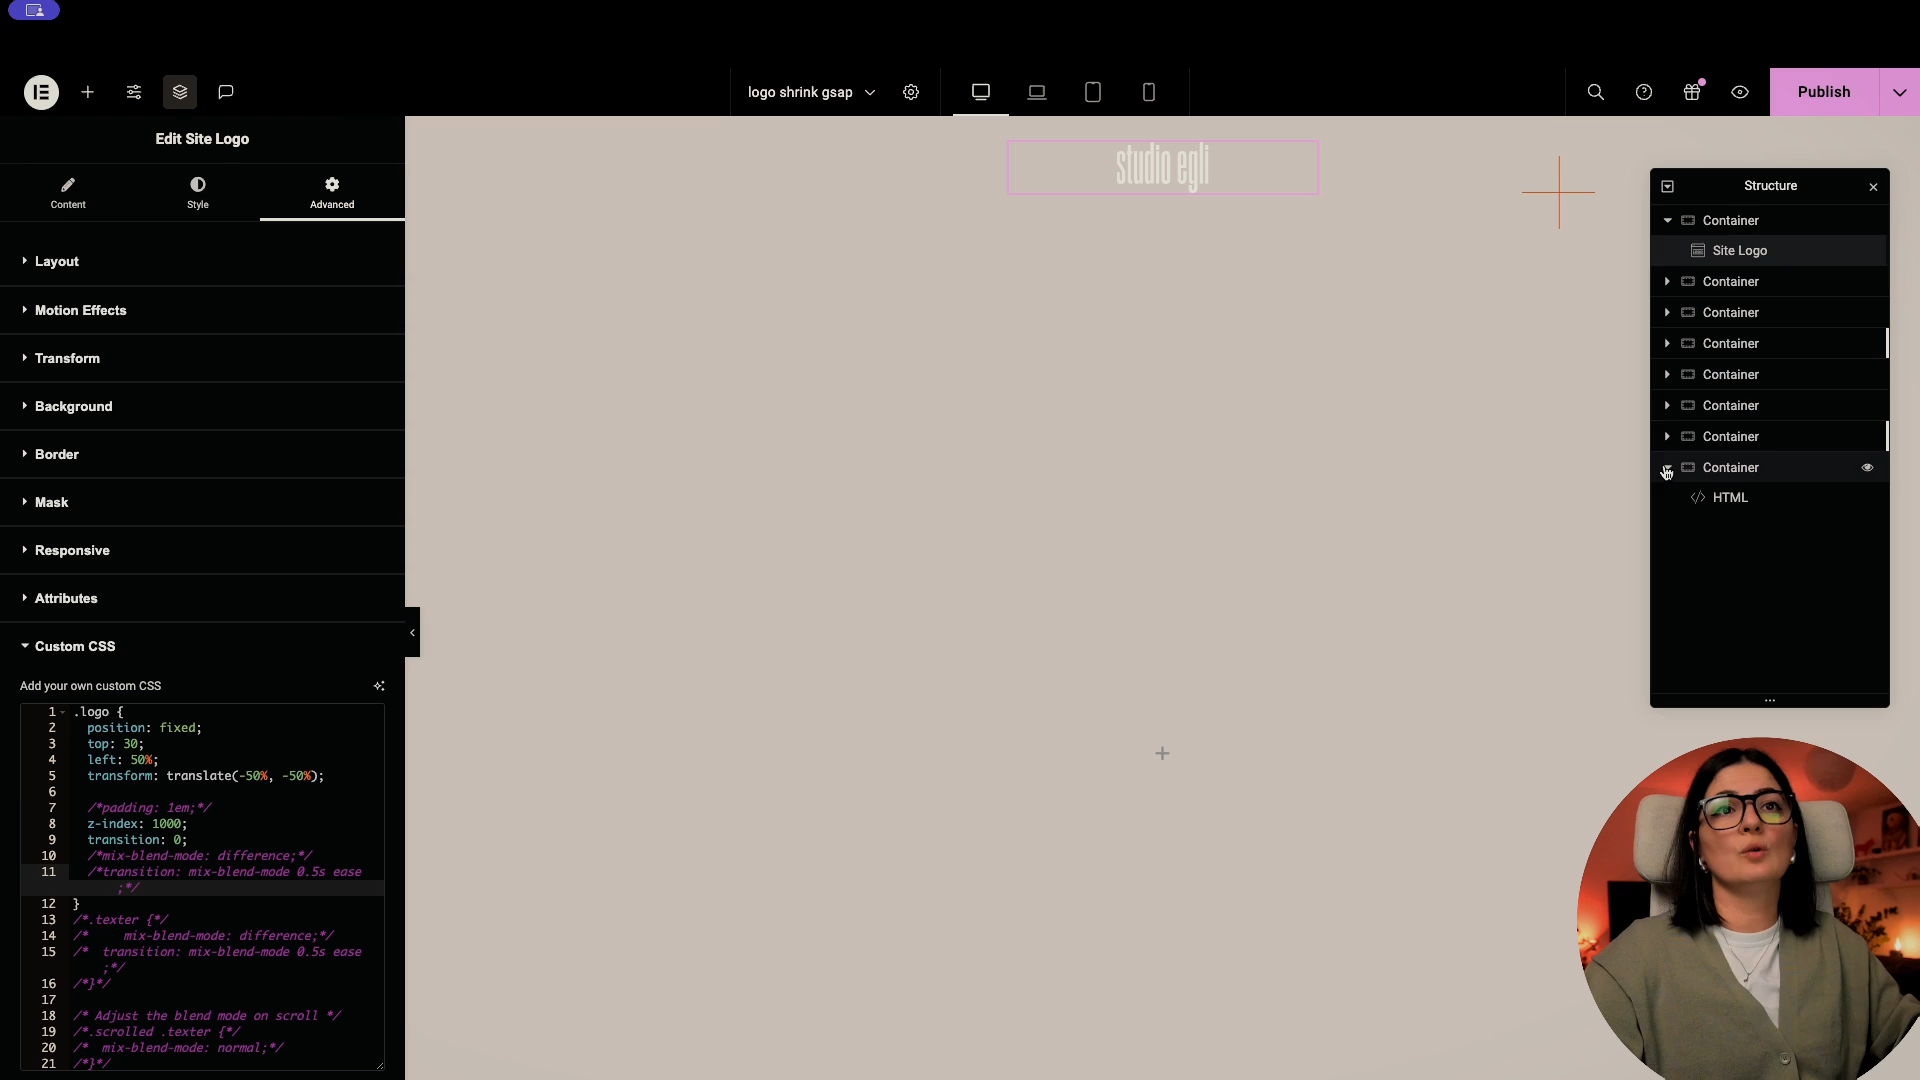 logo shrink gsap
Publish
Edit Site Logo
Content
Style
Advanced
Layout
Motion Effects
Transform
Background
Border
Mask
Responsive
Attributes
Custom CSS
Add your own custom CSS
1 .logo {
2 position: fixed;
3 top: 30;
4 left: 50%;
5 transform: translate(-50%, -50%);
6
7 /*padding: 1em;*/
8 z-index: 1000;
9 transition: 0;
10 /*mix-blend-mode: difference;*/
11 /*transition: mix-blend-mode 0.5s ease
;*/
12 }
13 /*.texter {*/
14 /* mix-blend-mode: difference;*/
15 /* transition: mix-blend-mode 0.5s ease
;*/
16 /*}*/
17
18 /* Adjust the blend mode on scroll */
19 /*.scrolled .texter {*/
20 /* mix-blend-mode: normal;*/
21 /*}*/
studio egli
Structure
Container
Site Logo
Container
Container
Container
Container
Container
Container
Container
HTML